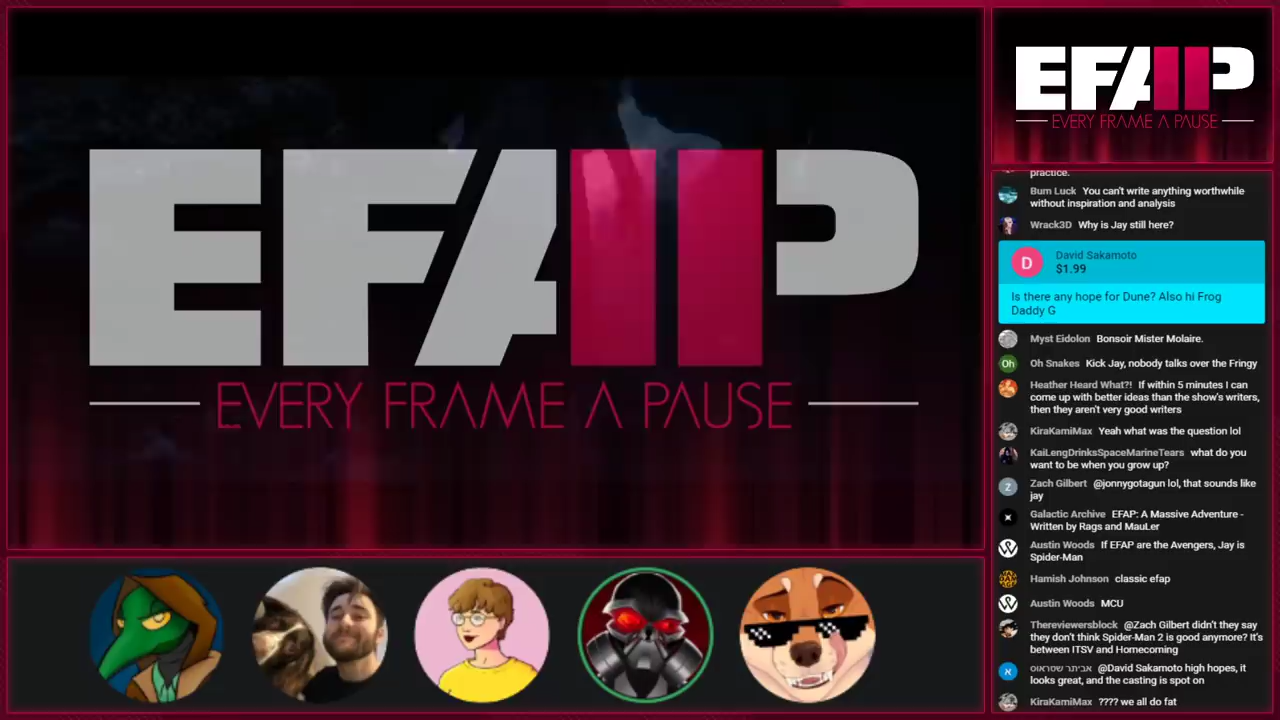 EFAP
EVERY FRAME A PAUSE
EFAP
EVERY FRAME A PAUSE
practice.
Burn Luck You can't write anything worthwhile
without inspiration and analysis
Wrack3D Why is Jay still here?
D
David Sakamoto
$1.99
Is there any hope for Dune? Also hi Frog
Daddy G
Myst Eidolon Bonsoir Mister Molaire.
Oh
Oh Snakes Kick Jay, nobody talks over the Fringy
Heather Heard What?! If within 5 minutes I can
come up with better ideas than the show's writers,
then they aren't very good writers
KiraKamiMax Yeah what was the question lol
KaiLengDrinksSpaceMarineTears what do you
want to be when you grow up?
Z
Zach Gilbert @jonnygotagun lol, that sounds like
jay
Galactic Archive EFAP: A Massive Adventure -
Written by Rags and MauLer
Austin Woods If EFAP are the Avengers, Jay is
Spider-Man
Hamish Johnson classic efap
Austin Woods MCU
Thereviewersblock @Zach Gilbert didn't they say
they don't think Spider-Man 2 is good anymore? It's
between ITSV and Homecoming
א
אביתר שסראוס @David Sakamoto high hopes, it
looks great, and the casting is spot on
KiraKamiMax ???? we all do fat